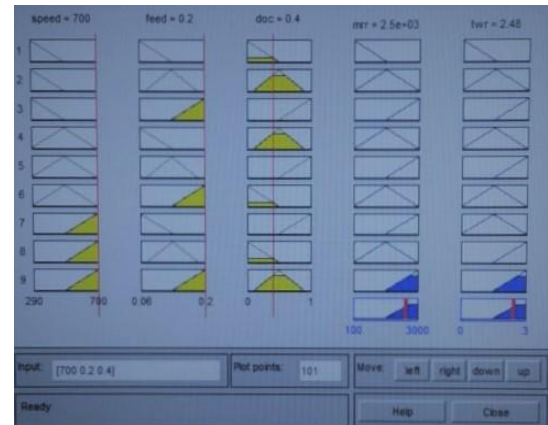 speed = 700 feed = 0.2 doc = 0.4 mrr = 2.5e+03 twr = 2.48
1
2
3
4
5
6
7
8
9
290 700 0.06 0.2 0 1
100 3000 0 3
Input: [700 0.2 0.4] Plot points: 101 Move: left right down up
Ready Help Close